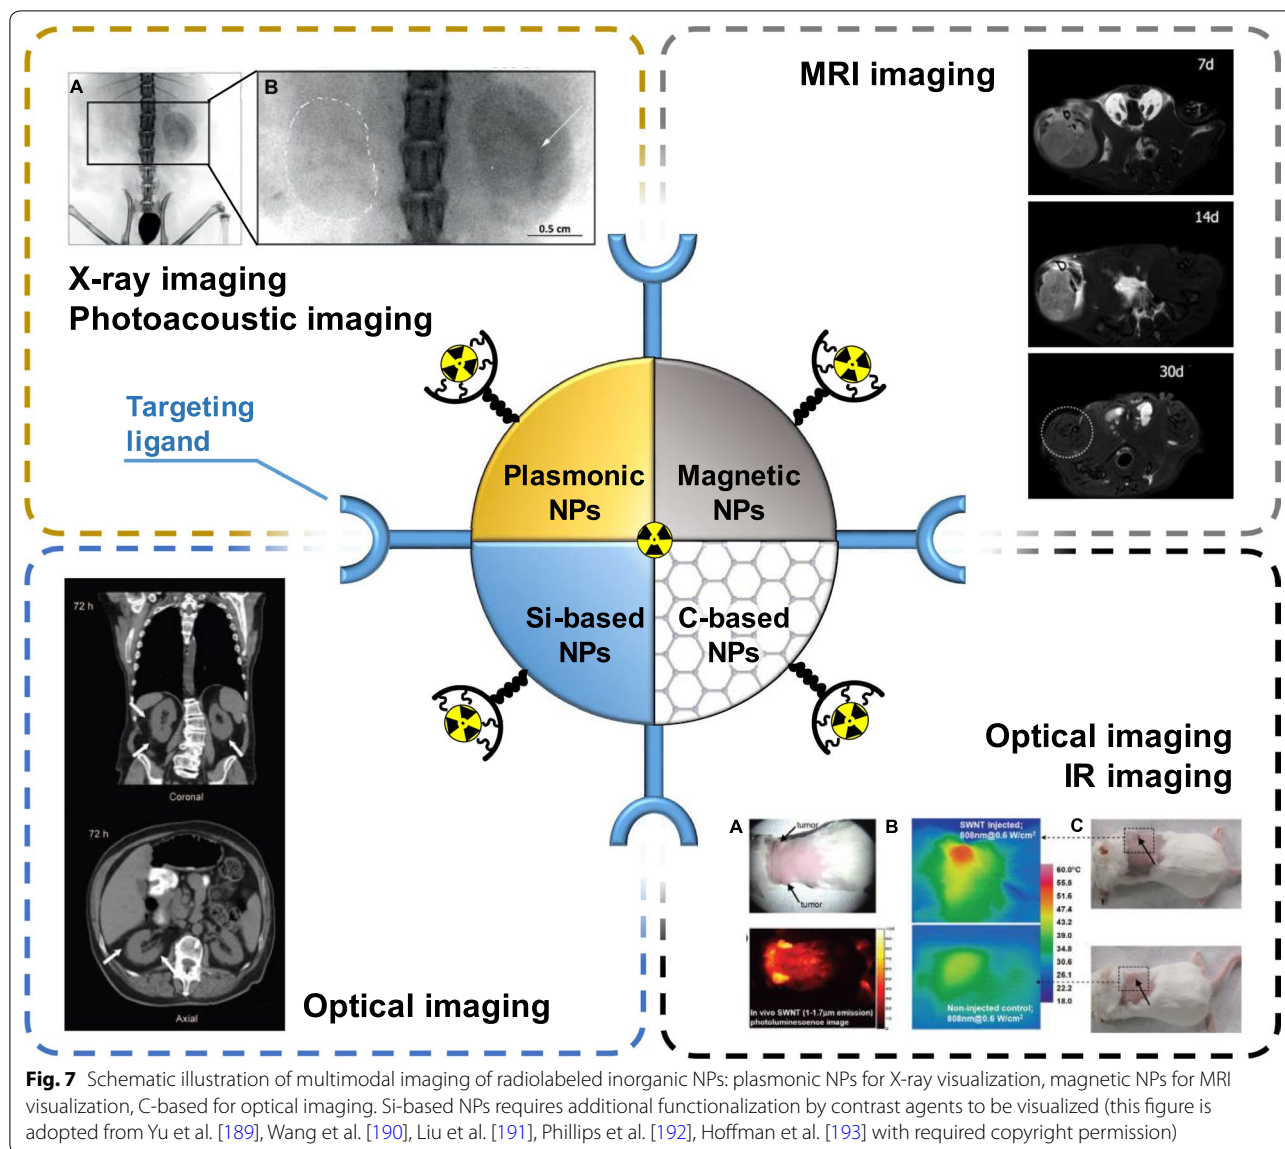 A
B
0.5 cm
X-ray imaging
Photoacoustic imaging
MRI imaging
7d
14d
30d
Targeting
ligand
Plasmonic
NPs
Magnetic
NPs
Si-based
NPs
C-based
NPs
72 h
Coronal
72 h
Axial
Optical imaging
Optical imaging
IR imaging
A
tumor
tumor
In vivo SWNT (1-1.7µm emission)
photoluminescence image
B
SWNT Injected;
808nm@0.6 W/cm²
Non-injected control;
808nm@0.6 W/cm²
60.0°C
55.8
51.6
47.4
43.2
39.0
34.8
30.6
26.1
22.2
18.0
C
Fig. 7 Schematic illustration of multimodal imaging of radiolabeled inorganic NPs: plasmonic NPs for X-ray visualization, magnetic NPs for MRI
visualization, C-based for optical imaging. Si-based NPs requires additional functionalization by contrast agents to be visualized (this figure is
adopted from Yu et al. [189], Wang et al. [190], Liu et al. [191], Phillips et al. [192], Hoffman et al. [193] with required copyright permission)